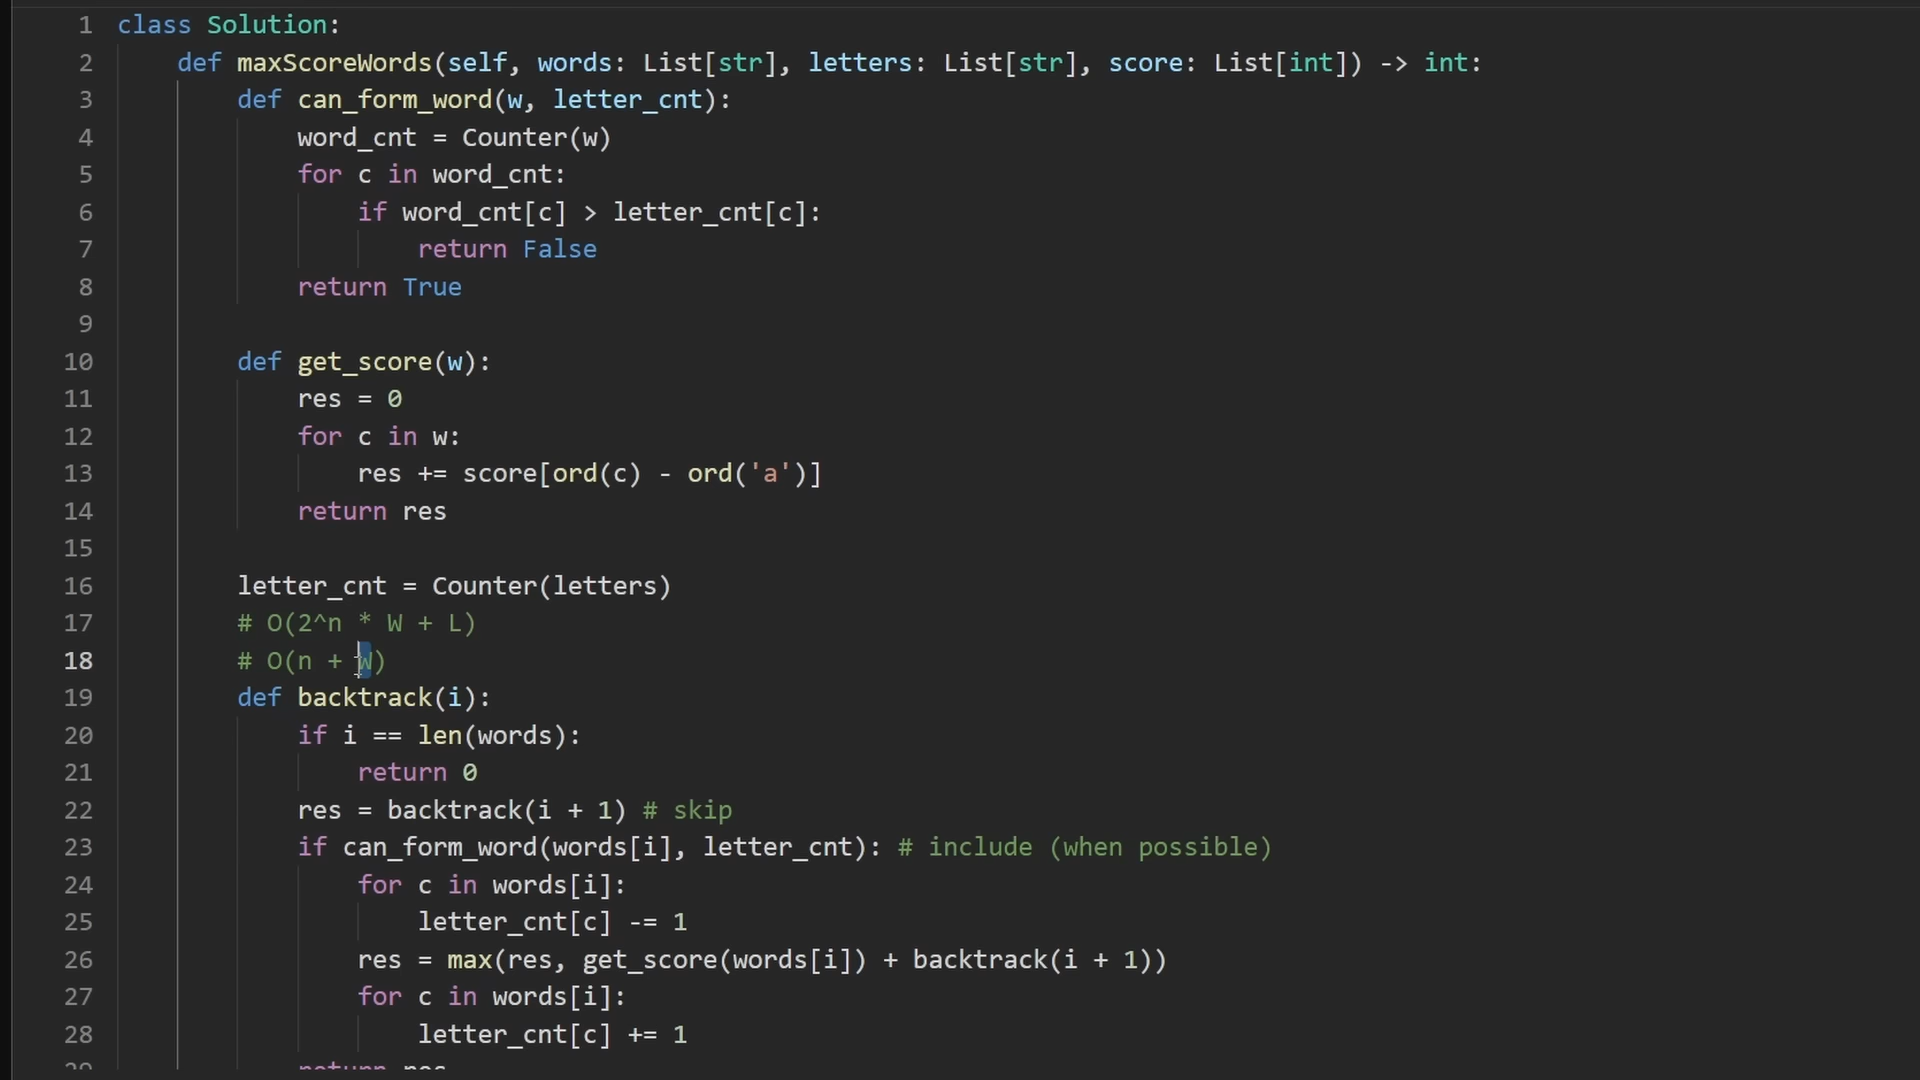 1 class Solution:
2 def maxScoreWords(self, words: List[str], letters: List[str], score: List[int]) -> int:
3 def can_form_word(w, letter_cnt):
4 word_cnt = Counter(w)
5 for c in word_cnt:
6 if word_cnt[c] > letter_cnt[c]:
7 return False
8 return True
9
10 def get_score(w):
11 res = 0
12 for c in w:
13 res += score[ord(c) - ord('a')]
14 return res
15
16 letter_cnt = Counter(letters)
17 # O(2^n * W + L)
18 # O(n + W)
19 def backtrack(i):
20 if i == len(words):
21 return 0
22 res = backtrack(i + 1) # skip
23 if can_form_word(words[i], letter_cnt): # include (when possible)
24 for c in words[i]:
25 letter_cnt[c] -= 1
26 res = max(res, get_score(words[i]) + backtrack(i + 1))
27 for c in words[i]:
28 letter_cnt[c] += 1
29 return res